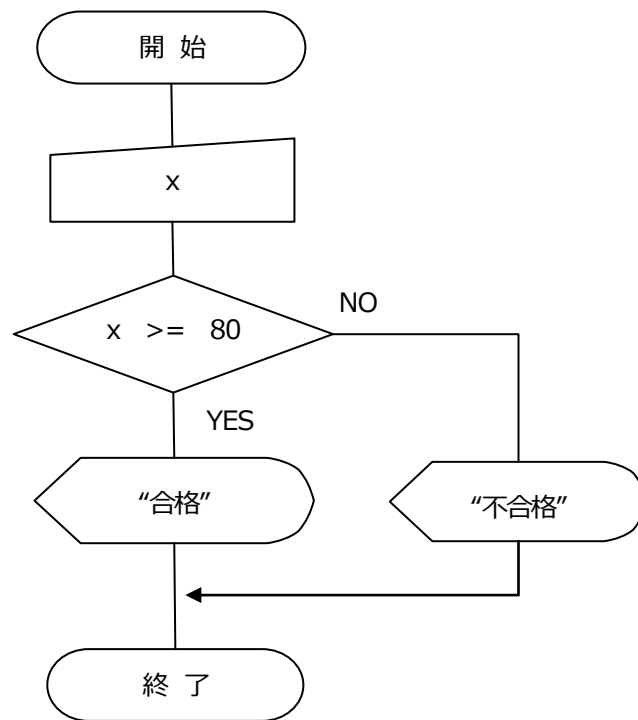 開 始
x
x >= 80
NO
YES
“合格”
“不合格”
終 了